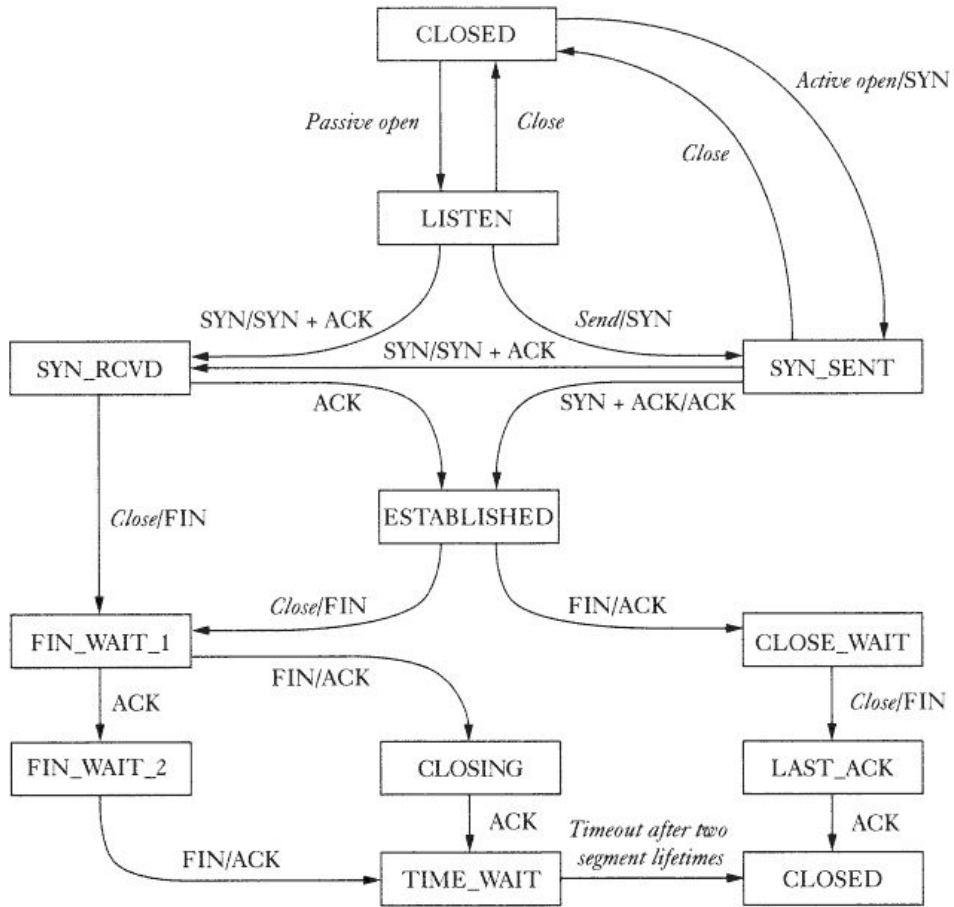 CLOSED
Active open/SYN
Passive open
Close
Close
LISTEN
SYN/SYN + ACK
Send/SYN
SYN/SYN + ACK
SYN_RCVD
SYN_SENT
ACK
SYN + ACK/ACK
Close/FIN
ESTABLISHED
Close/FIN
FIN/ACK
FIN_WAIT_1
CLOSE_WAIT
FIN/ACK
ACK
Close/FIN
FIN_WAIT_2
CLOSING
LAST_ACK
ACK
Timeout after two
segment lifetimes
ACK
FIN/ACK
TIME_WAIT
CLOSED